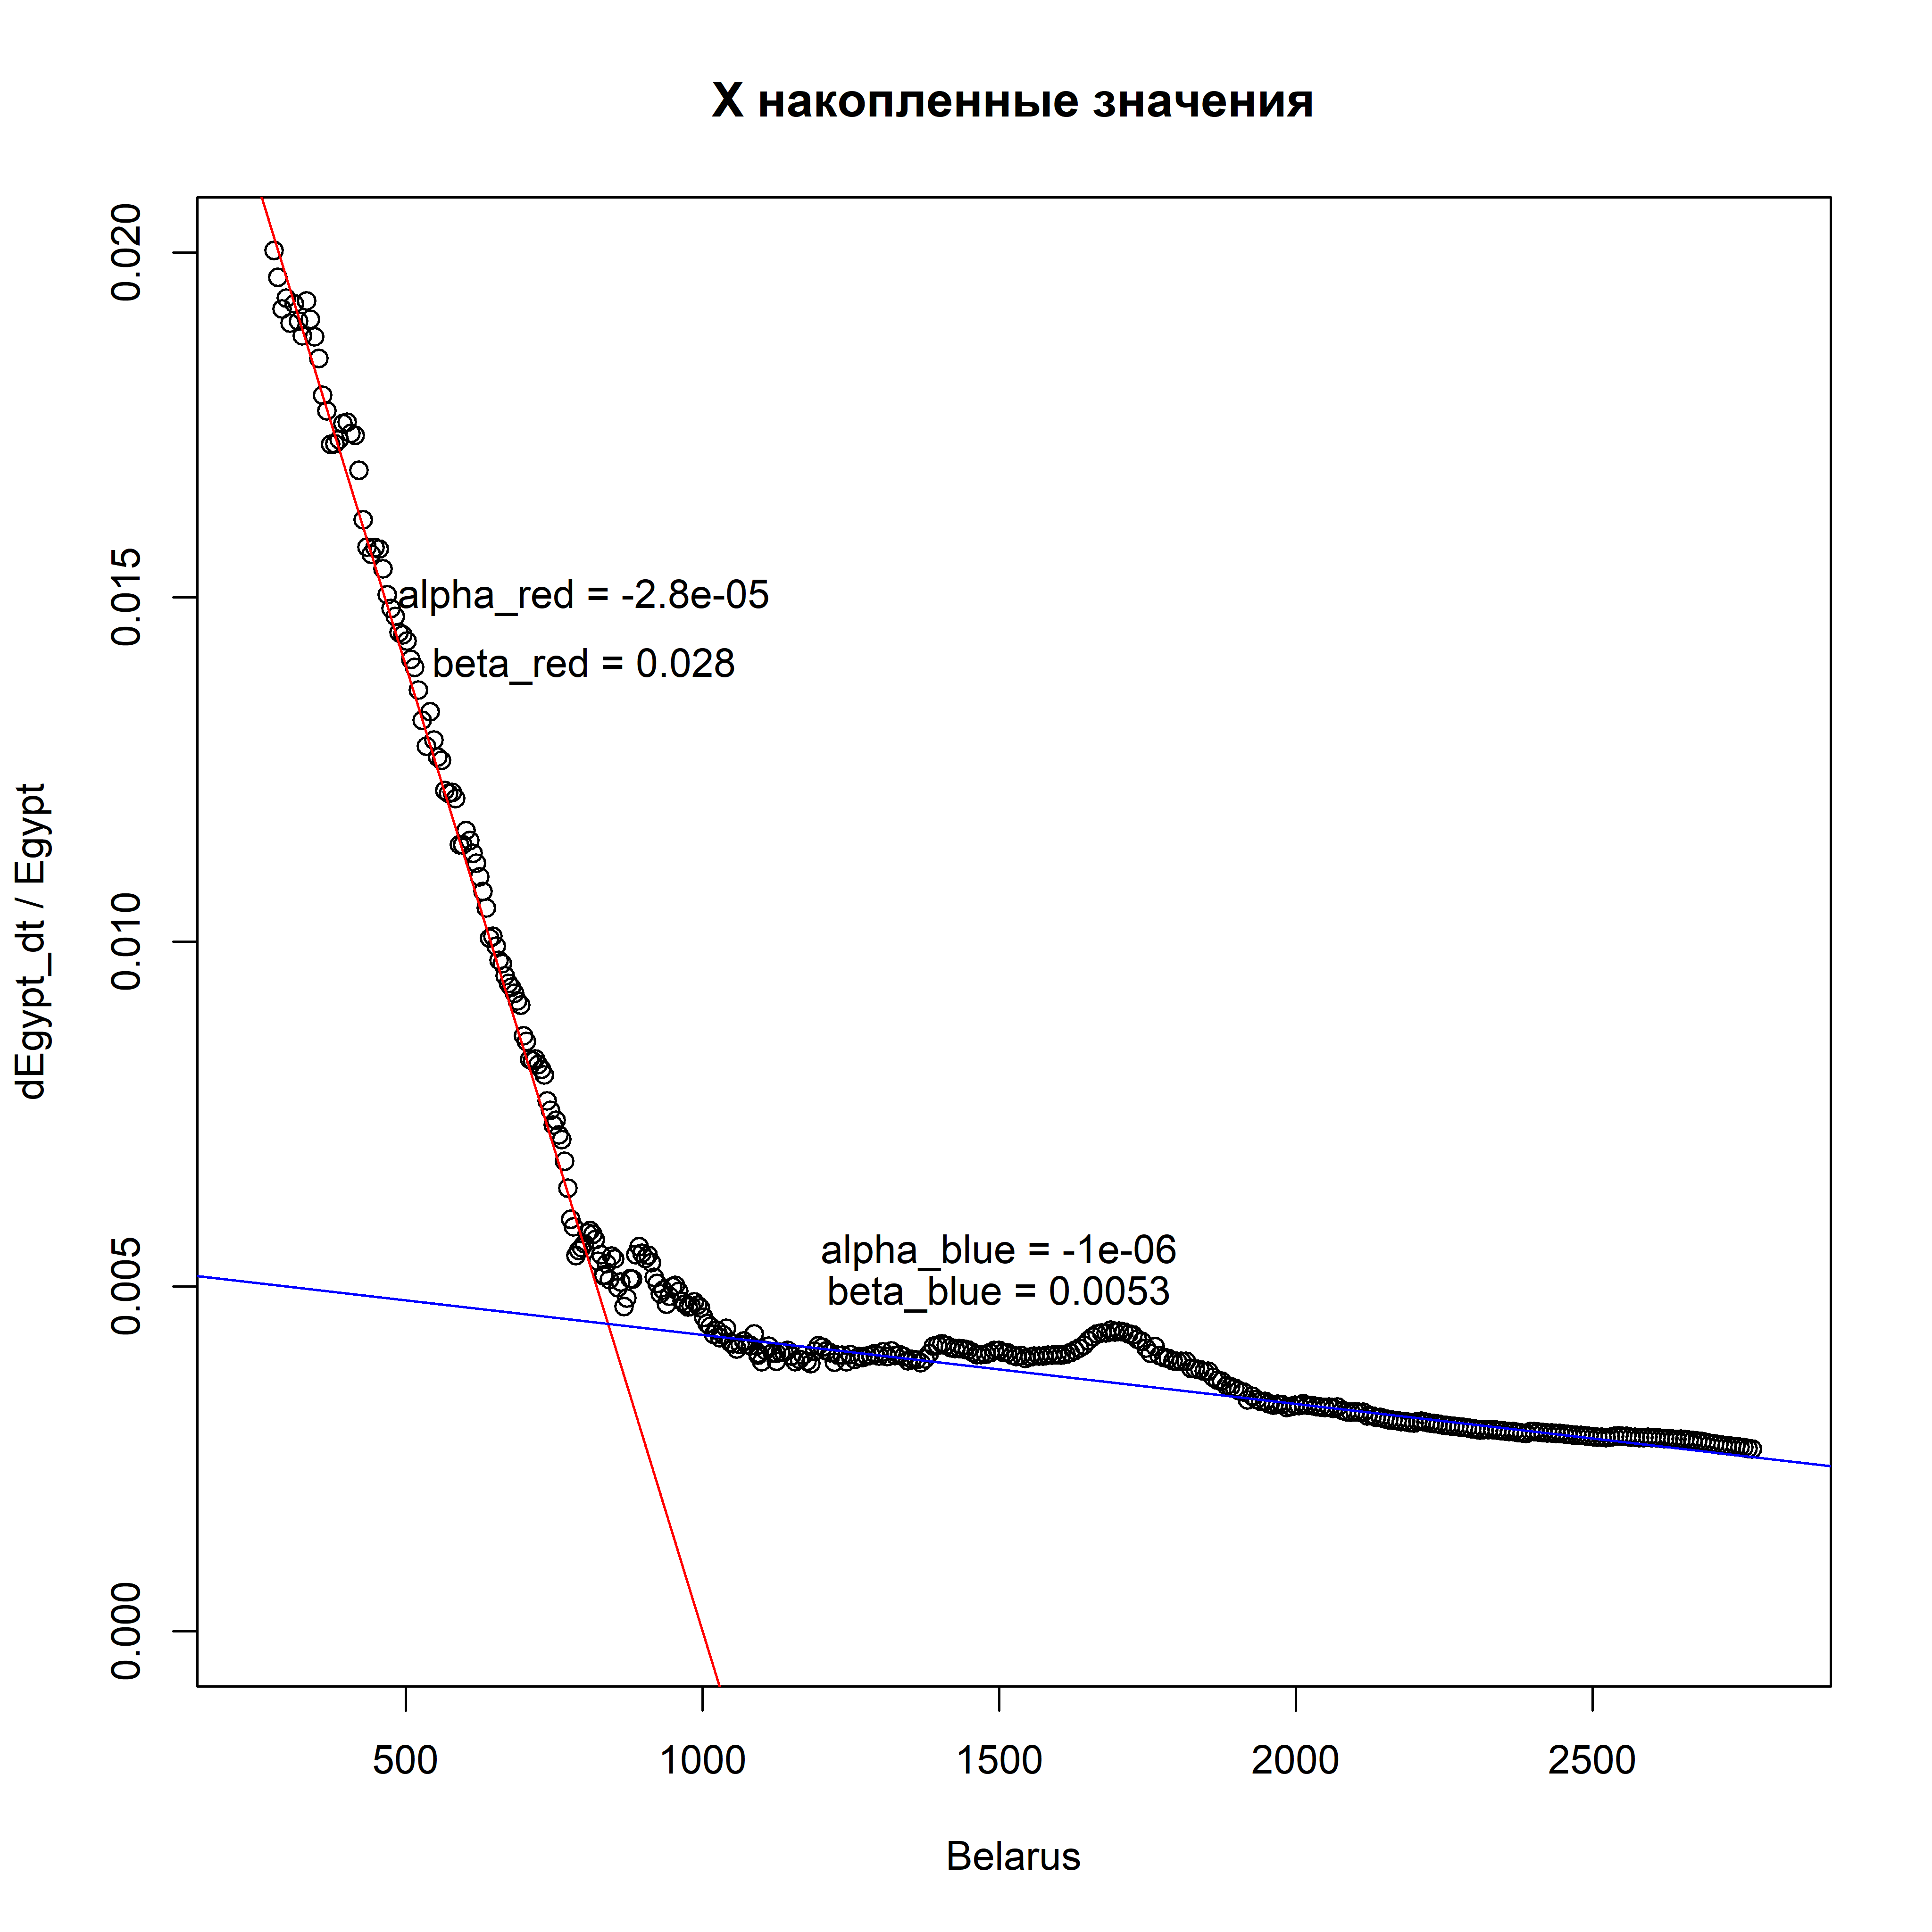 X накопленные значения
0.020
0.015
0.010
0.005
0.000
dEgypt_dt / Egypt
alpha_red = -2.8e-05
beta_red = 0.028
alpha_blue = -1e-06
beta_blue = 0.0053
500 1000 1500 2000 2500
Belarus